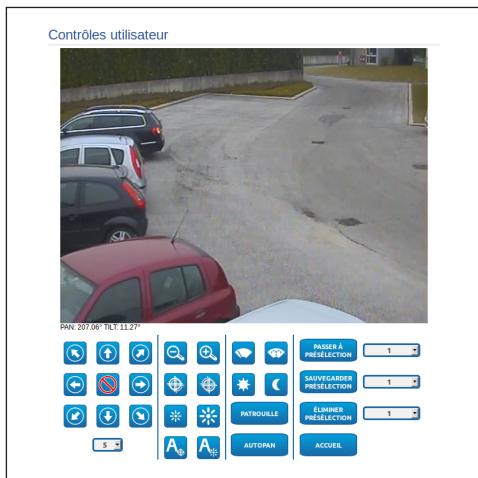 Contrôles utilisateur
PAN: 207.06° TILT: 11.27°
PASSER À
PRÉSÉLECTION
1
SAUVEGARDER
PRÉSÉLECTION
1
PATROUILLE
ÉLIMINER
PRÉSÉLECTION
1
5
A
A
AUTOPAN
ACCUEIL